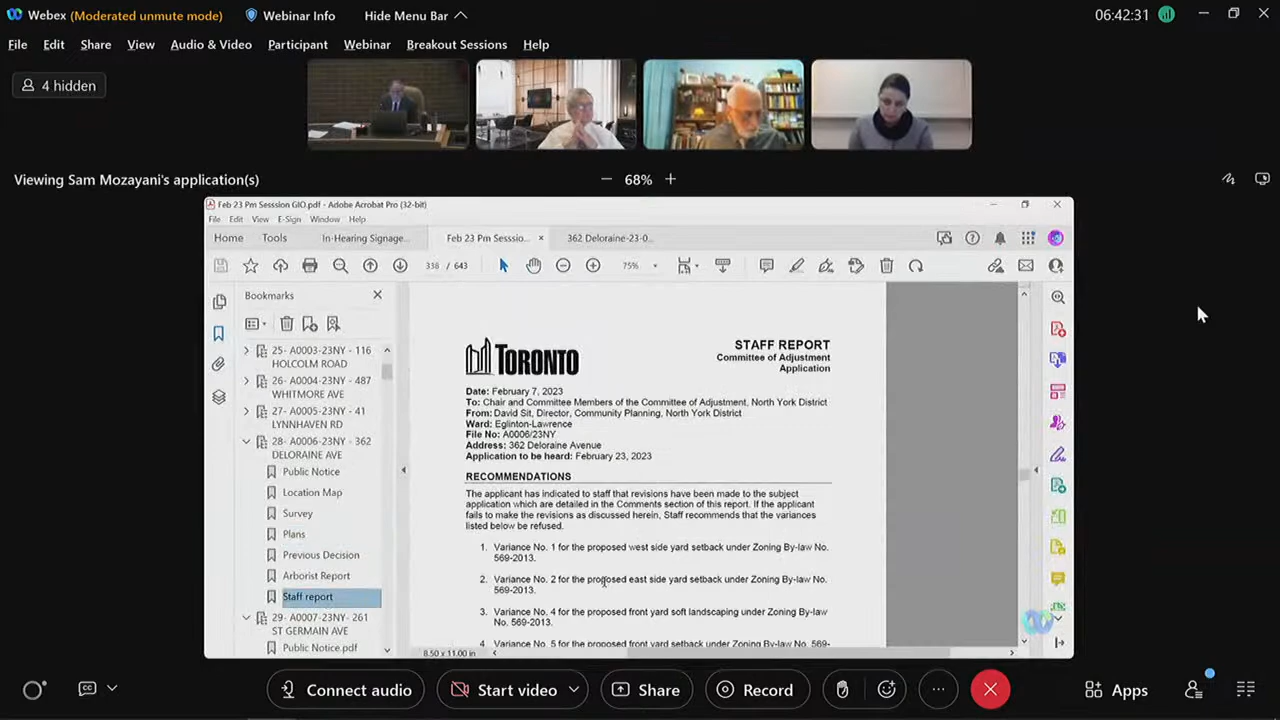 Webex (Moderated unmute mode) Webinar Info Hide Menu Bar 06:42:31
File Edit Share View Audio & Video Participant Webinar Breakout Sessions Help
4 hidden
Viewing Sam Mozayani's application(s) 68%
Feb 23 Pm Sesssion GIO.pdf - Adobe Acrobat Pro (32-bit)
File Edit View E-Sign Window Help
Home Tools In-Hearing Signage... Feb 23 Pm Sesssio... × 362 Deloraine-23-0...
338 / 643 75%
Bookmarks
25- A0003-23NY - 116
HOLCOLM ROAD
26- A0004-23NY - 487
WHITMORE AVE
27- A0005-23NY - 41
LYNNHAVEN RD
28- A0006-23NY - 362
DELORAINE AVE
Public Notice
Location Map
Survey
Plans
Previous Decision
Arborist Report
Staff report
29- A0007-23NY- 261
ST GERMAIN AVE
Public Notice.pdf
TORONTO
STAFF REPORT
Committee of Adjustment
Application
Date: February 7, 2023
To: Chair and Committee Members of the Committee of Adjustment, North York District
From: David Sit, Director, Community Planning, North York District
Ward: Eglinton-Lawrence
File No: A0006/23NY
Address: 362 Deloraine Avenue
Application to be heard: February 23, 2023
RECOMMENDATIONS
The applicant has indicated to staff that revisions have been made to the subject
application which are detailed in the Comments section of this report. If the applicant
fails to make the revisions as discussed herein, Staff recommends that the variances
listed below be refused.
1. Variance No. 1 for the proposed west side yard setback under Zoning By-law No.
569-2013.
2. Variance No. 2 for the proposed east side yard setback under Zoning By-law No.
569-2013.
3. Variance No. 4 for the proposed front yard soft landscaping under Zoning By-law
No. 569-2013.
4 Variance No. 5 for the proposed front yard setback under Zoning By-law No. 569-
8.50 x 11.00 in
Connect audio Start video Share Record Apps